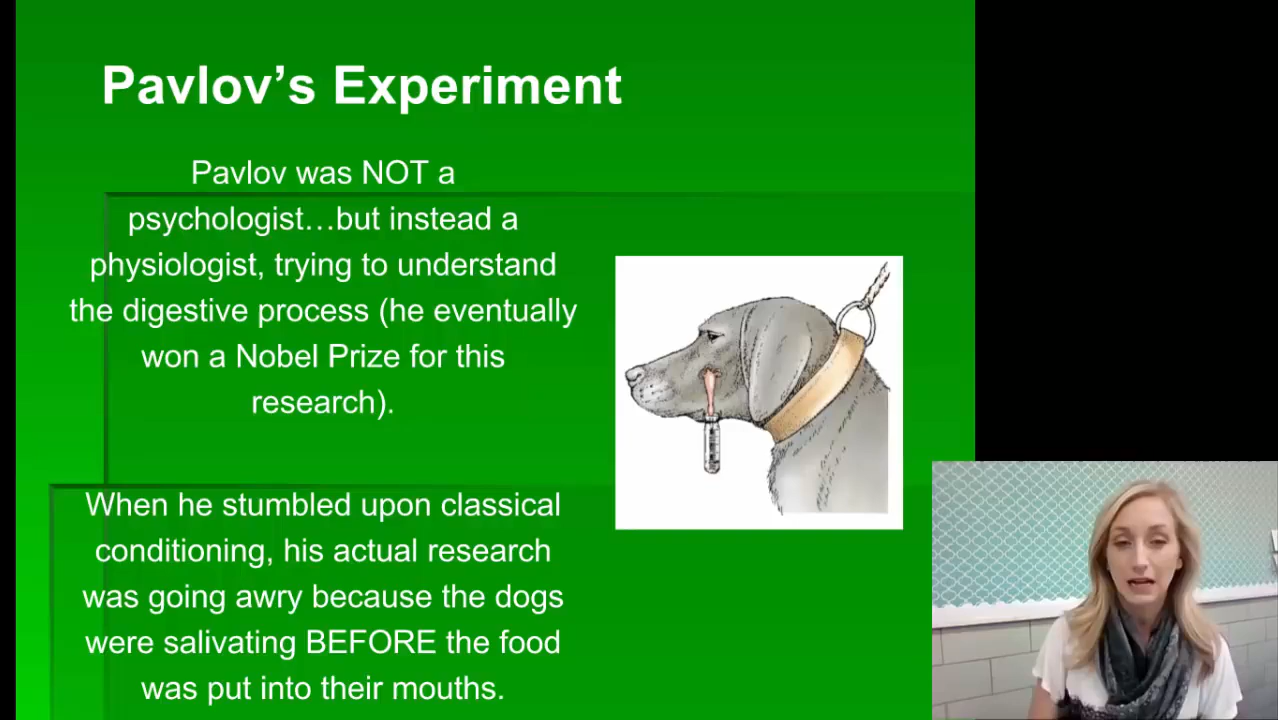 Pavlov’s Experiment
Pavlov was NOT a
psychologist…but instead a
physiologist, trying to understand
the digestive process (he eventually
won a Nobel Prize for this
research).
When he stumbled upon classical
conditioning, his actual research
was going awry because the dogs
were salivating BEFORE the food
was put into their mouths.